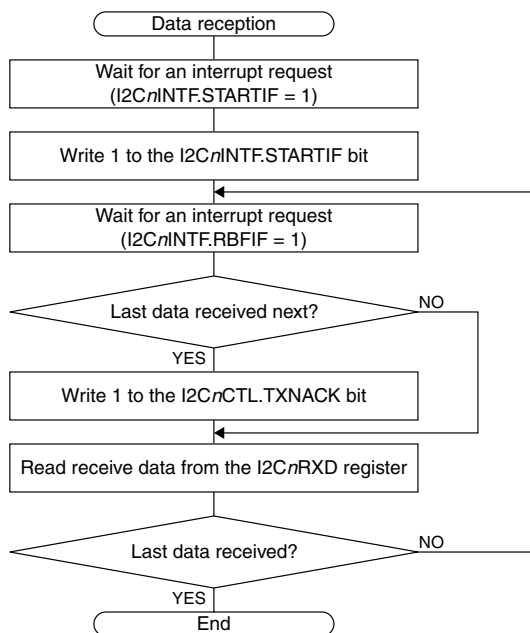 Data reception
Wait for an interrupt request
(I2CnINTF.STARTIF = 1)
Write 1 to the I2CnINTF.STARTIF bit
Wait for an interrupt request
(I2CnINTF.RBFIF = 1)
Last data received next?
NO
YES
Write 1 to the I2CnCTL.TXNACK bit
Read receive data from the I2CnRXD register
Last data received?
NO
YES
End